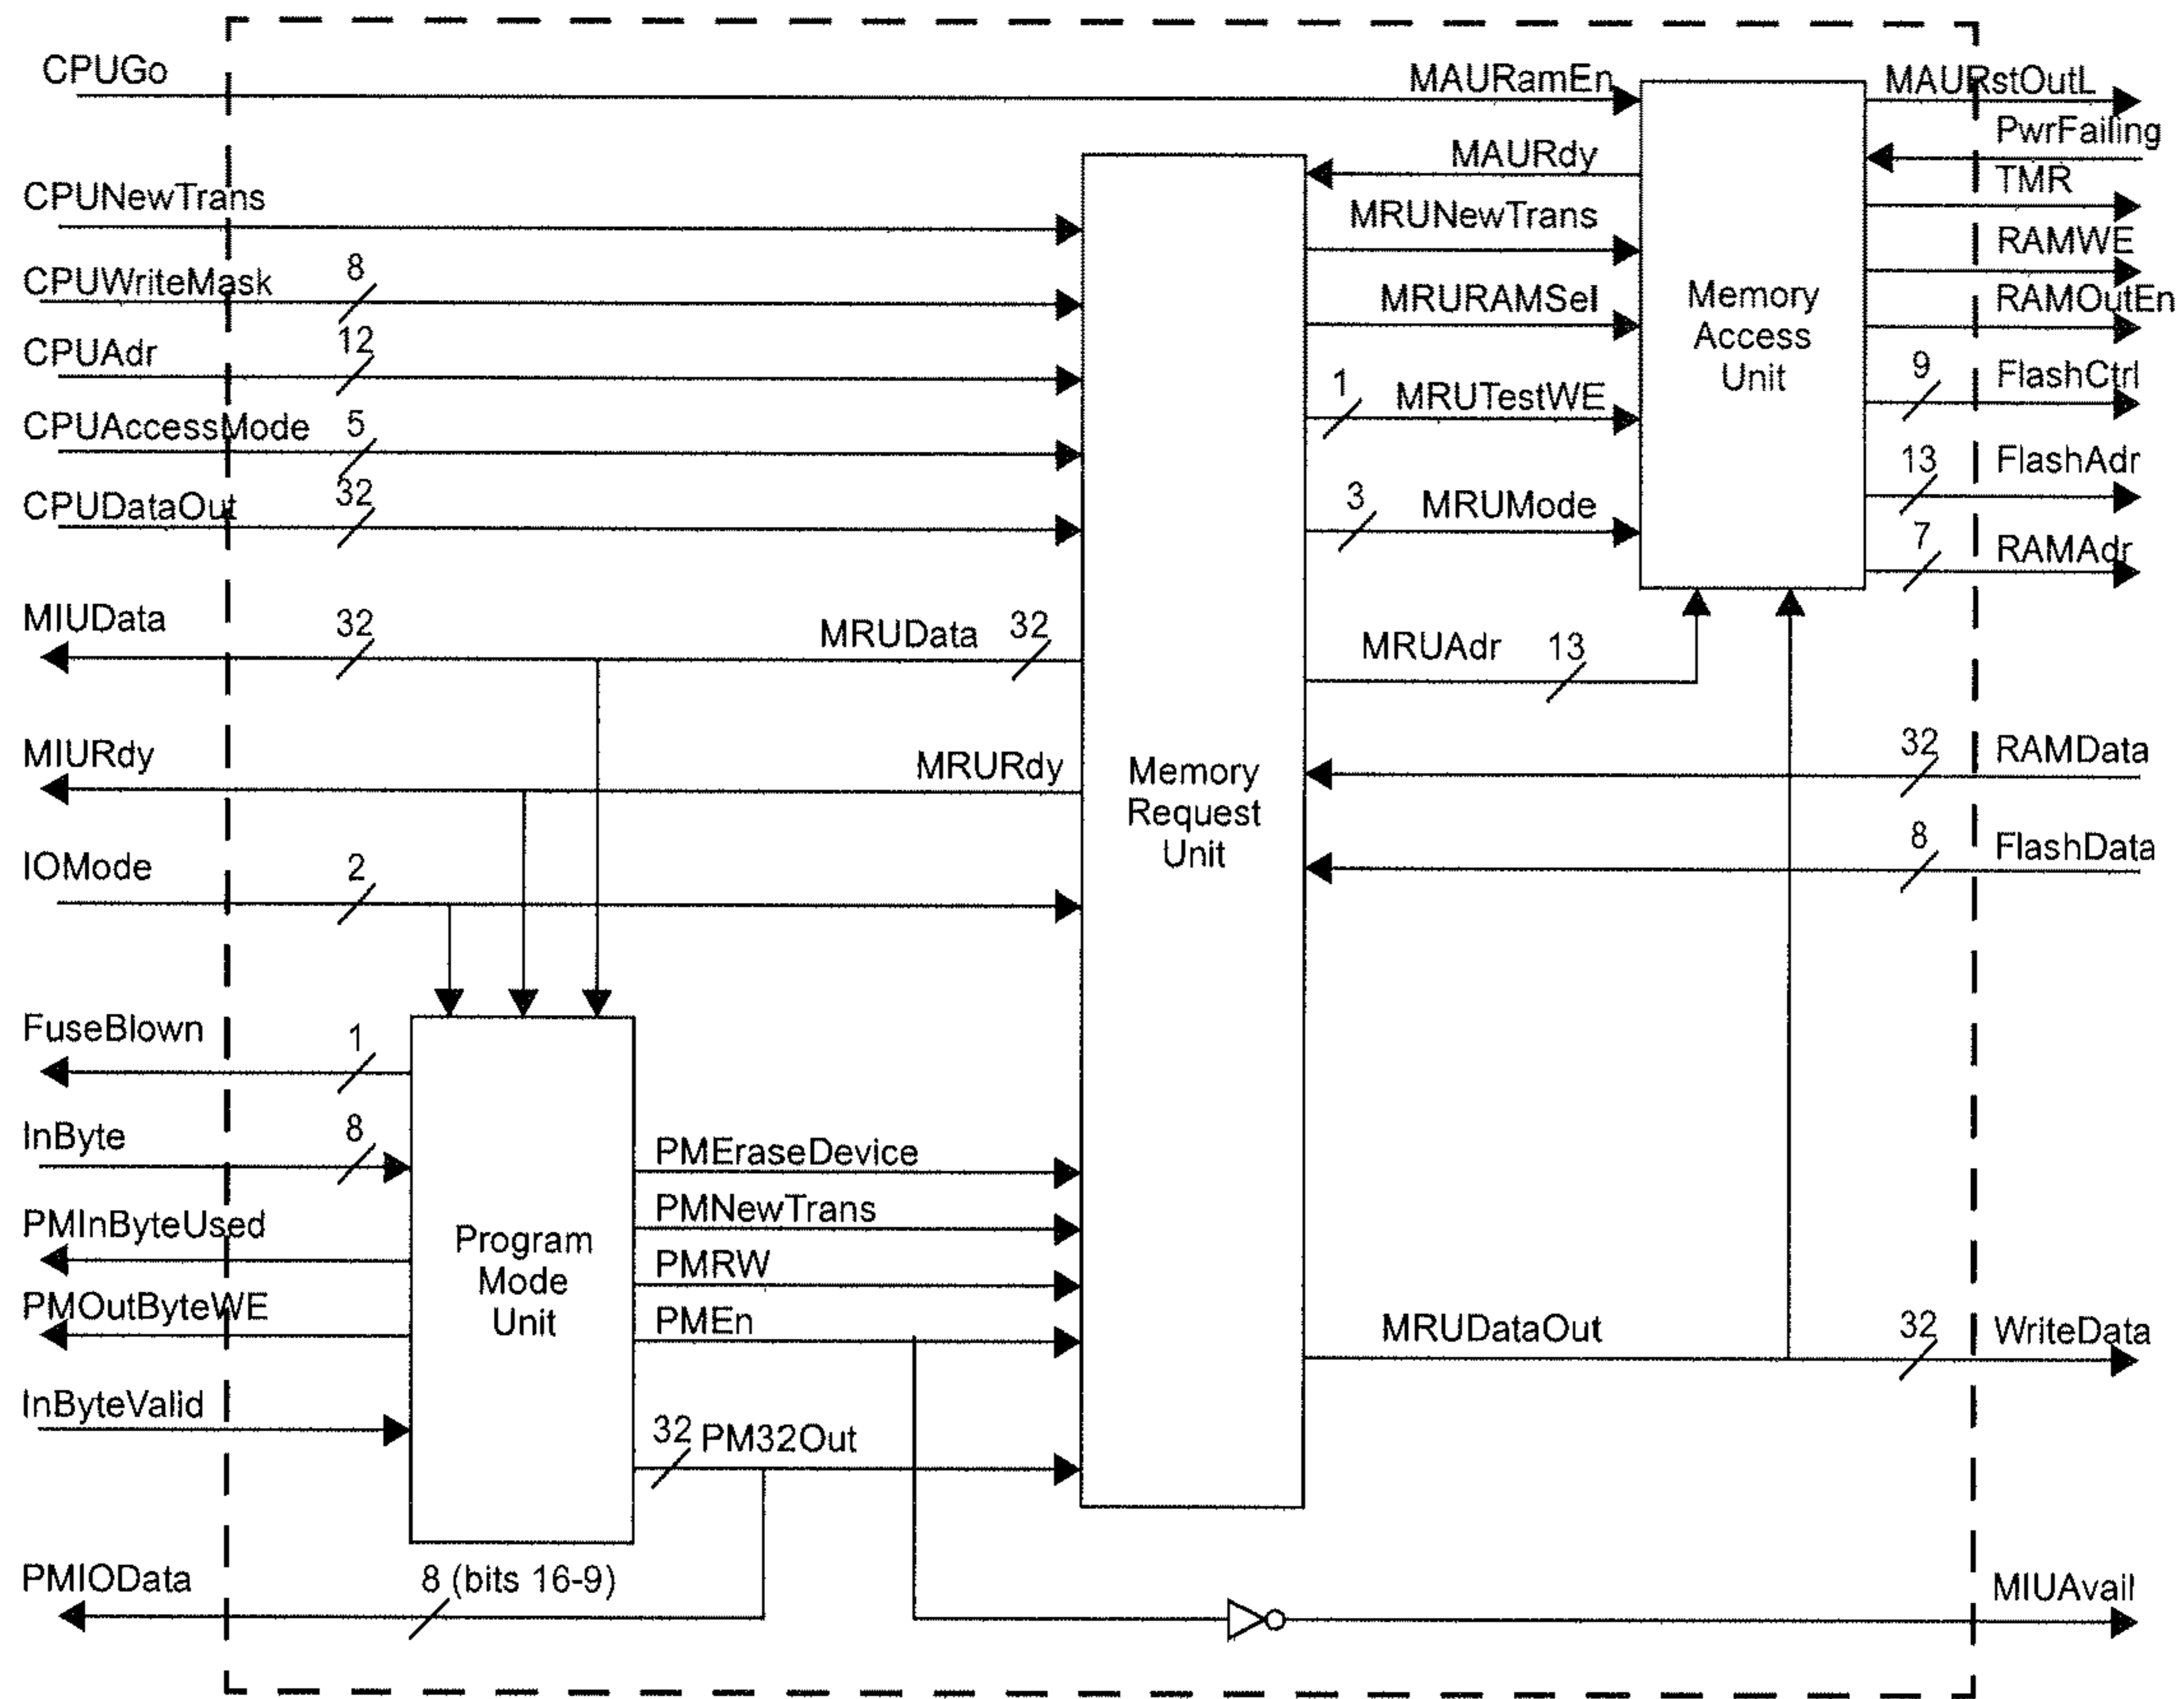 CPUGo
MAURamEn
MAURstOutL
PwrFailing
MAURdy
TMR
CPUNewTrans
MRUNewTrans
RAMWE
CPUWriteMask
8
MRURAMSel
Memory
Access
Unit
RAMOutEn
CPUAdr
12
1
MRUTestWE
9
FlashCtrl
CPUAccessMode
5
13
FlashAdr
CPUDataOut
32
3
MRUMode
7
RAMAdr
MIUData
32
MRUData
32
MRUAdr
13
MIURdy
MRURdy
Memory
Request
Unit
32
RAMData
IOMode
2
8
FlashData
FuseBlown
1
InByte
8
PMEraseDevice
PMInByteUsed
Program
Mode
Unit
PMNewTrans
PMRW
PMOutByteWE
PMEn
MRUDataOut
32
WriteData
InByteValid
32
PM32Out
PMIOData
8 (bits 16-9)
MIUAvail